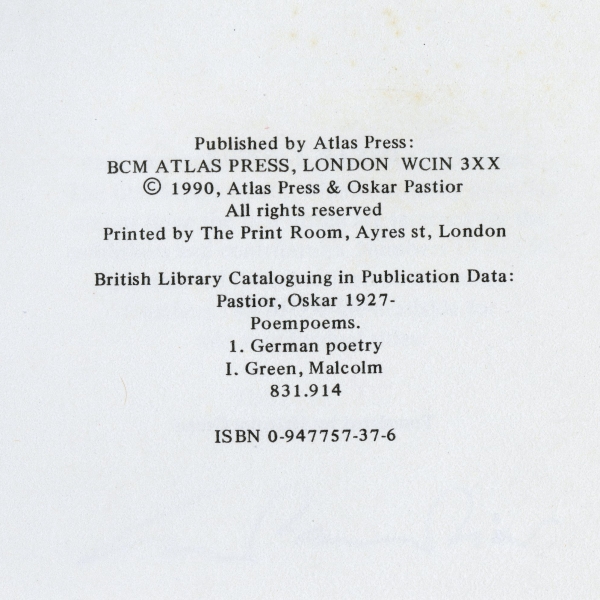 Published by Atlas Press:
BCM ATLAS PRESS, LONDON WCIN 3XX
© 1990, Atlas Press & Oskar Pastior
All rights reserved
Printed by The Print Room, Ayres st, London
British Library Cataloguing in Publication Data:
Pastior, Oskar 1927-
Poempoems.
1. German poetry
I. Green, Malcolm
831.914
ISBN 0-947757-37-6